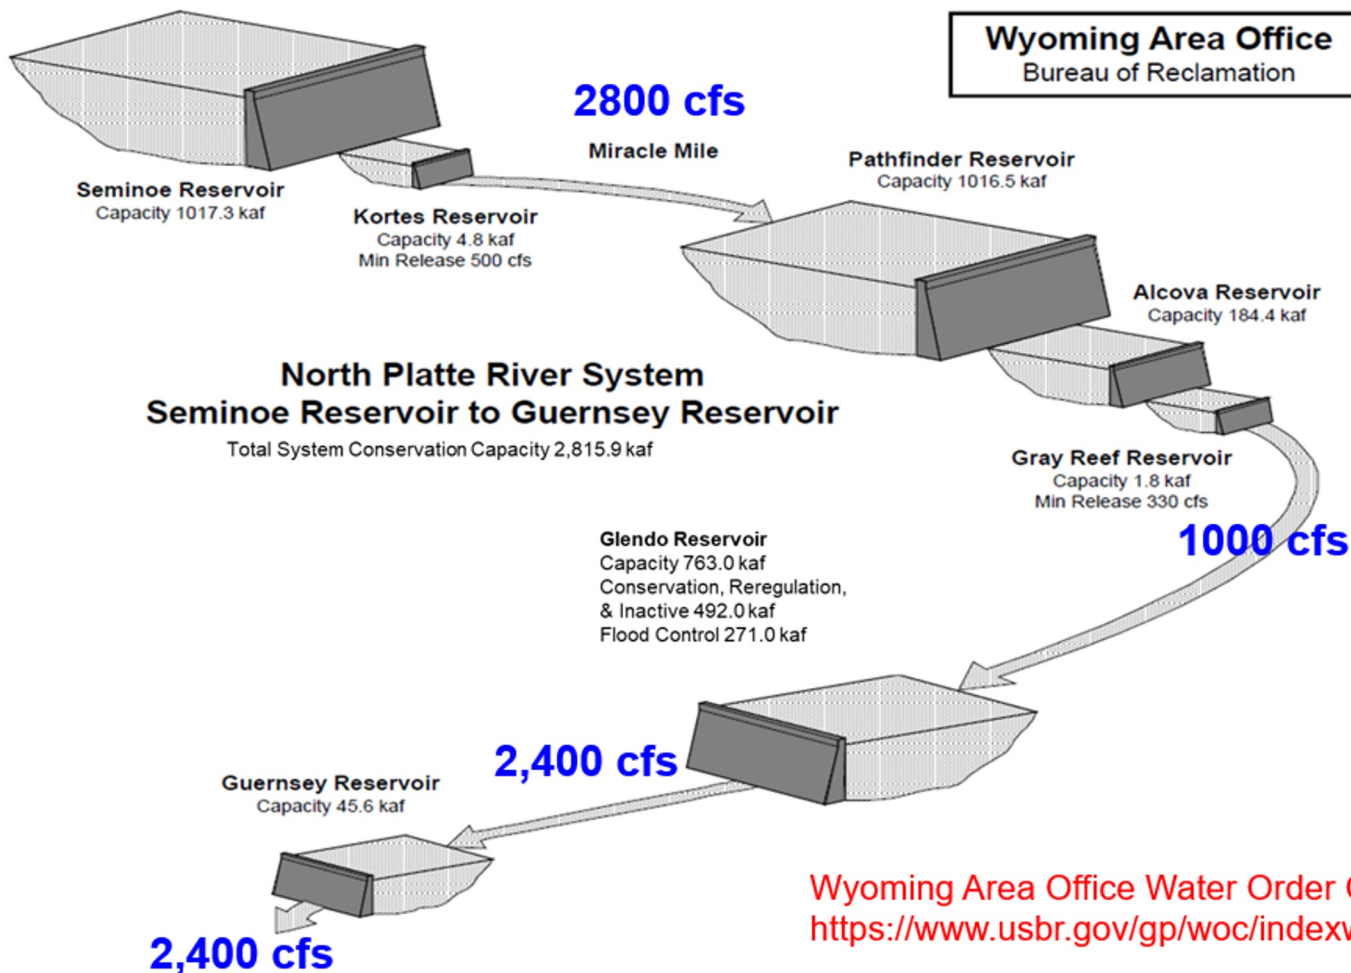 Wyoming Area Office
Bureau of Reclamation
2800 cfs
Miracle Mile
Seminoe Reservoir
Capacity 1017.3 kaf
Kortes Reservoir
Capacity 4.8 kaf
Min Release 500 cfs
Pathfinder Reservoir
Capacity 1016.5 kaf
Alcova Reservoir
Capacity 184.4 kaf
North Platte River System
Seminoe Reservoir to Guernsey Reservoir
Total System Conservation Capacity 2,815.9 kaf
Gray Reef Reservoir
Capacity 1.8 kaf
Min Release 330 cfs
1000 cfs
Glendo Reservoir
Capacity 763.0 kaf
Conservation, Reregulation,
& Inactive 492.0 kaf
Flood Control 271.0 kaf
2,400 cfs
Guernsey Reservoir
Capacity 45.6 kaf
2,400 cfs
Wyoming Area Office Water Order
https://www.usbr.gov/gp/woc/indexw